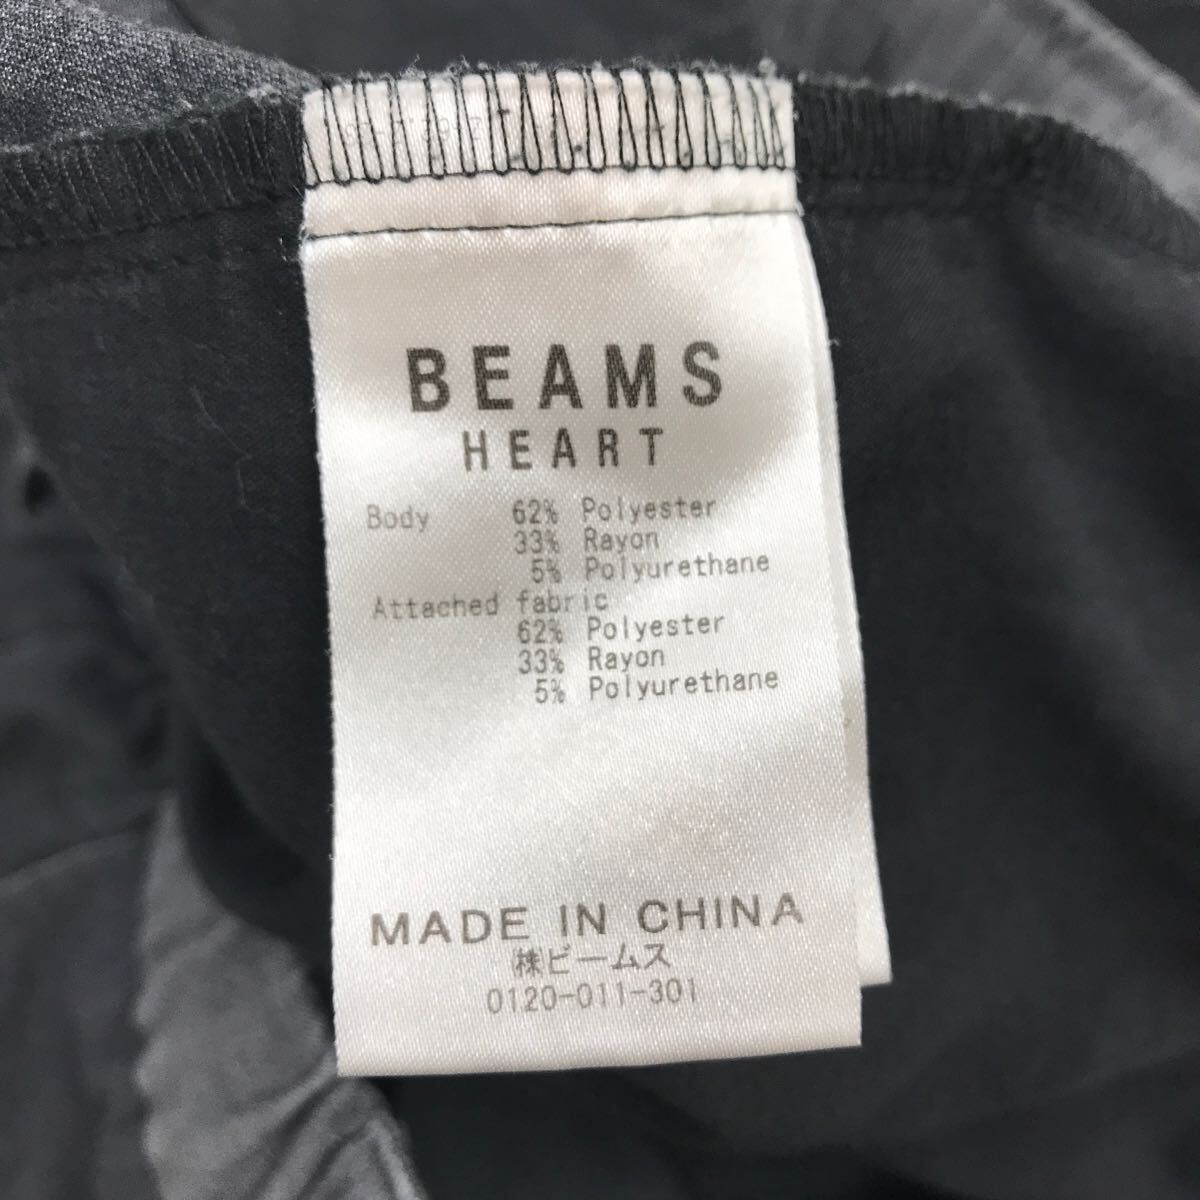 BEAMS
HEART
Body 62% Polyester
33% Rayon
5% Polyurethane
Attached fabric
62% Polyester
33% Rayon
5% Polyurethane
MADE IN CHINA
㈱ビームス
0120-011-301